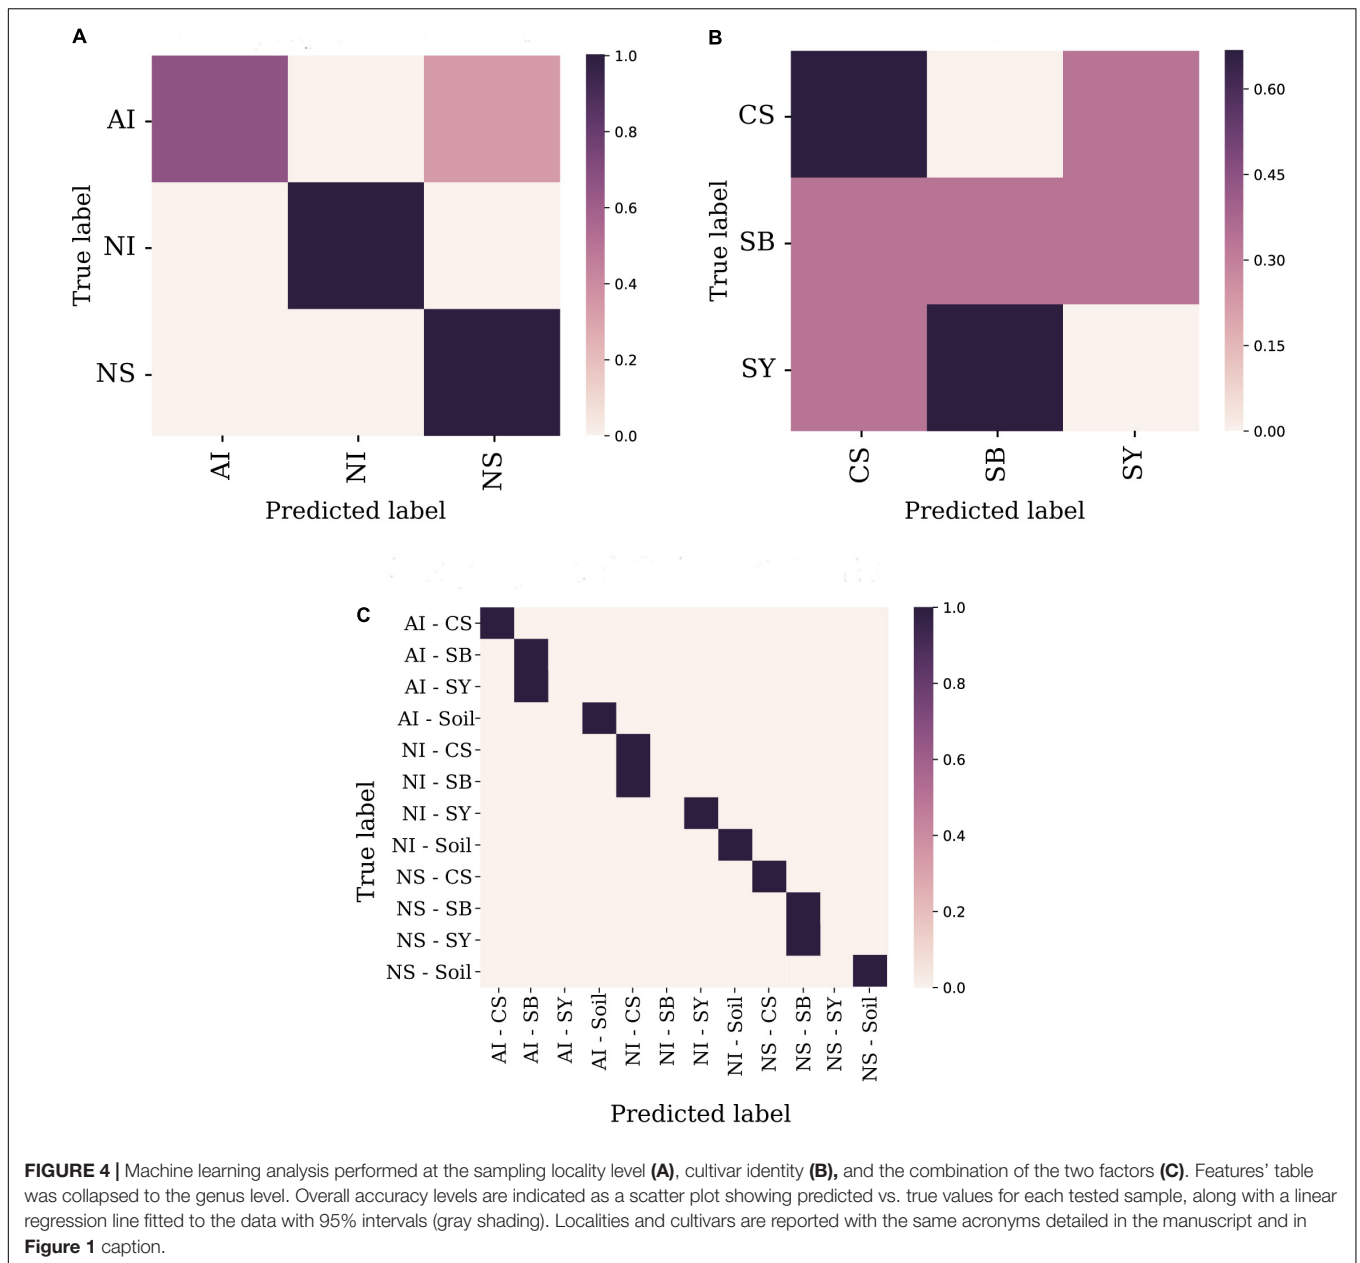 A
AI
NI
NS
True label
AI
NI
NS
Predicted label
1.0
0.8
0.6
0.4
0.2
0.0
B
CS
SB
SY
True label
CS
SB
SY
Predicted label
0.60
0.45
0.30
0.15
0.00
C
AI - CS
AI - SB
AI - SY
AI - Soil
NI - CS
NI - SB
NI - SY
NI - Soil
NS - CS
NS - SB
NS - SY
NS - Soil
True label
AI - CS
AI - SB
AI - SY
AI - Soil
NI - CS
NI - SB
NI - SY
NI - Soil
NS - CS
NS - SB
NS - SY
NS - Soil
Predicted label
1.0
0.8
0.6
0.4
0.2
0.0
FIGURE 4 | Machine learning analysis performed at the sampling locality level (A), cultivar identity (B), and the combination of the two factors (C). Features' table
was collapsed to the genus level. Overall accuracy levels are indicated as a scatter plot showing predicted vs. true values for each tested sample, along with a linear
regression line fitted to the data with 95% intervals (gray shading). Localities and cultivars are reported with the same acronyms detailed in the manuscript and in
Figure 1 caption.